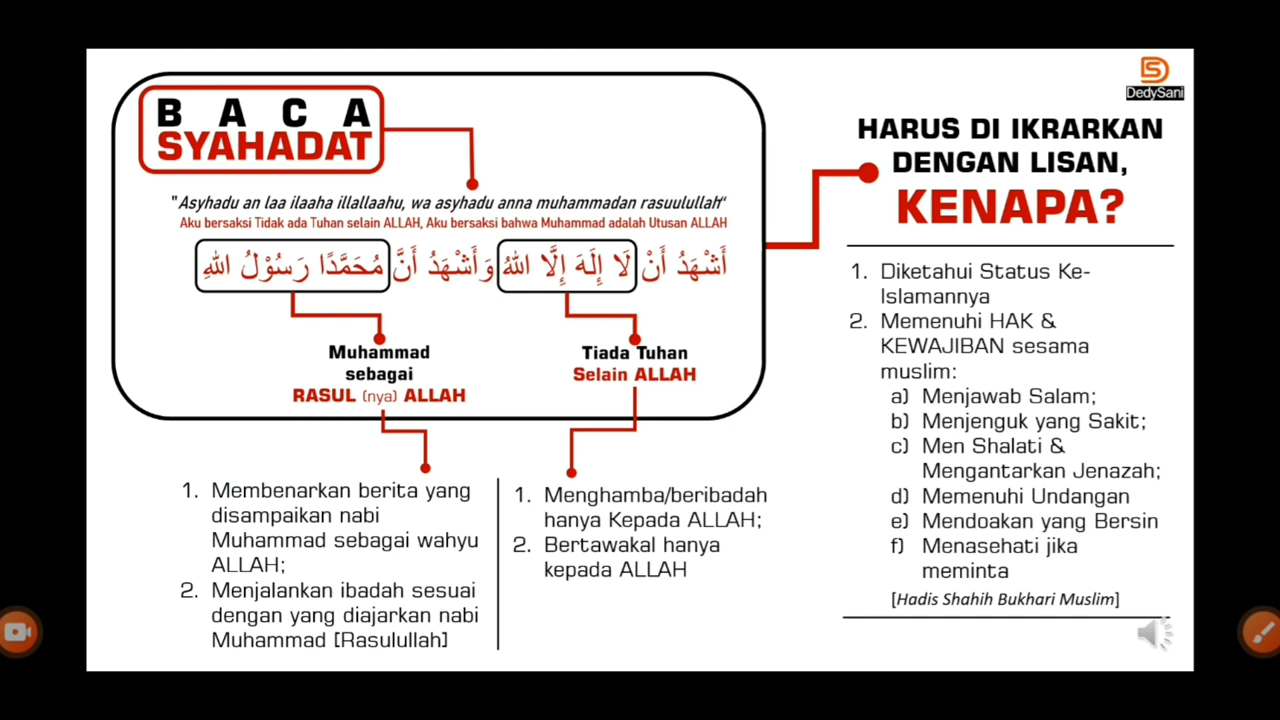 DedySani
BACA
SYAHADAT
"Asyhadu an laa ilaaha illallaahu, wa asyhadu anna muhammadan rasuulullah"
Aku bersaksi Tidak ada Tuhan selain ALLAH, Aku bersaksi bahwa Muhammad adalah Utusan ALLAH
أَشْهَدُ أَنْ لَا إِلَهَ إِلَّا اللهُ وَأَشْهَدُ أَنَّ مُحَمَّدًا رَسُوْلُ اللهِ
Muhammad
sebagai
RASUL (nya) ALLAH
Tiada Tuhan
Selain ALLAH
1. Membenarkan berita yang
disampaikan nabi
Muhammad sebagai wahyu
ALLAH;
2. Menjalankan ibadah sesuai
dengan yang diajarkan nabi
Muhammad [Rasulullah]
1. Menghamba/beribadah
hanya Kepada ALLAH;
2. Bertawakal hanya
kepada ALLAH
HARUS DI IKRARKAN
DENGAN LISAN,
KENAPA?
1. Diketahui Status Ke-
Islamannya
2. Memenuhi HAK &
KEWAJIBAN sesama
muslim:
a) Menjawab Salam;
b) Menjenguk yang Sakit;
c) Men Shalati &
Mengantarkan Jenazah;
d) Memenuhi Undangan
e) Mendoakan yang Bersin
f) Menasehati jika
meminta
[Hadis Shahih Bukhari Muslim]